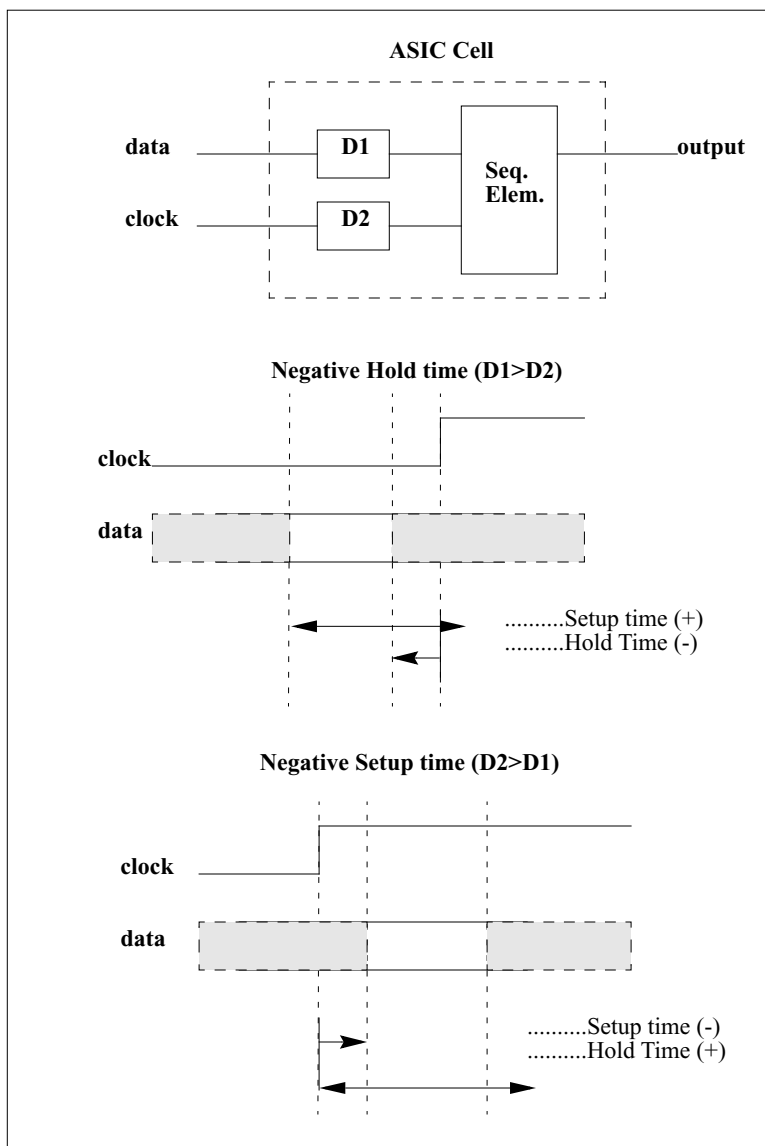 ASIC Cell
data
D1
Seq.
Elem.
output
clock
D2
Negative Hold time (D1>D2)
clock
data
..........Setup time (+)
..........Hold Time (-)
Negative Setup time (D2>D1)
clock
data
..........Setup time (-)
..........Hold Time (+)